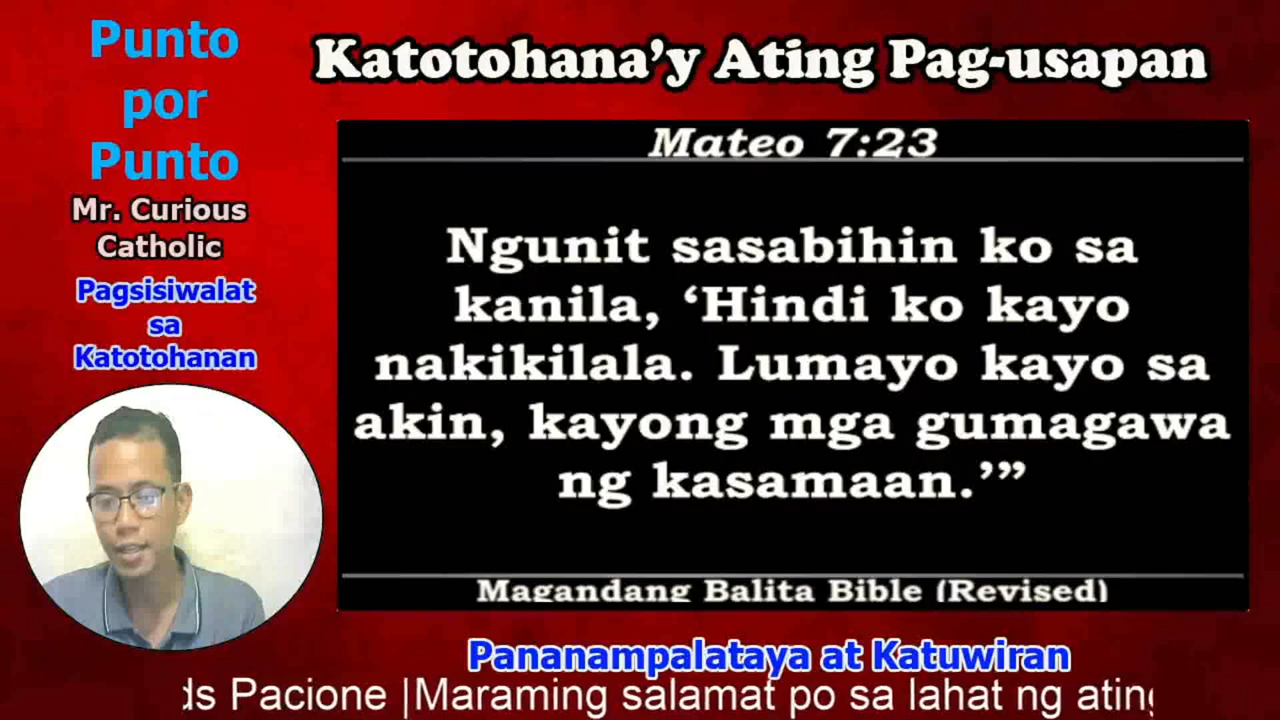 Punto
por
Punto
Mr. Curious
Catholic
Pagsisiwalat
sa
Katotohanan
Katotohana’y Ating Pag-usapan
Mateo 7:23
Ngunit sasabihin ko sa
kanila, ‘Hindi ko kayo
nakikilala. Lumayo kayo sa
akin, kayong mga gumagawa
ng kasamaan.’”
Magandang Balita Bible (Revised)
Pananampalataya at Katuwiran
Pacione |Maraming salamat po sa lahat ng ating